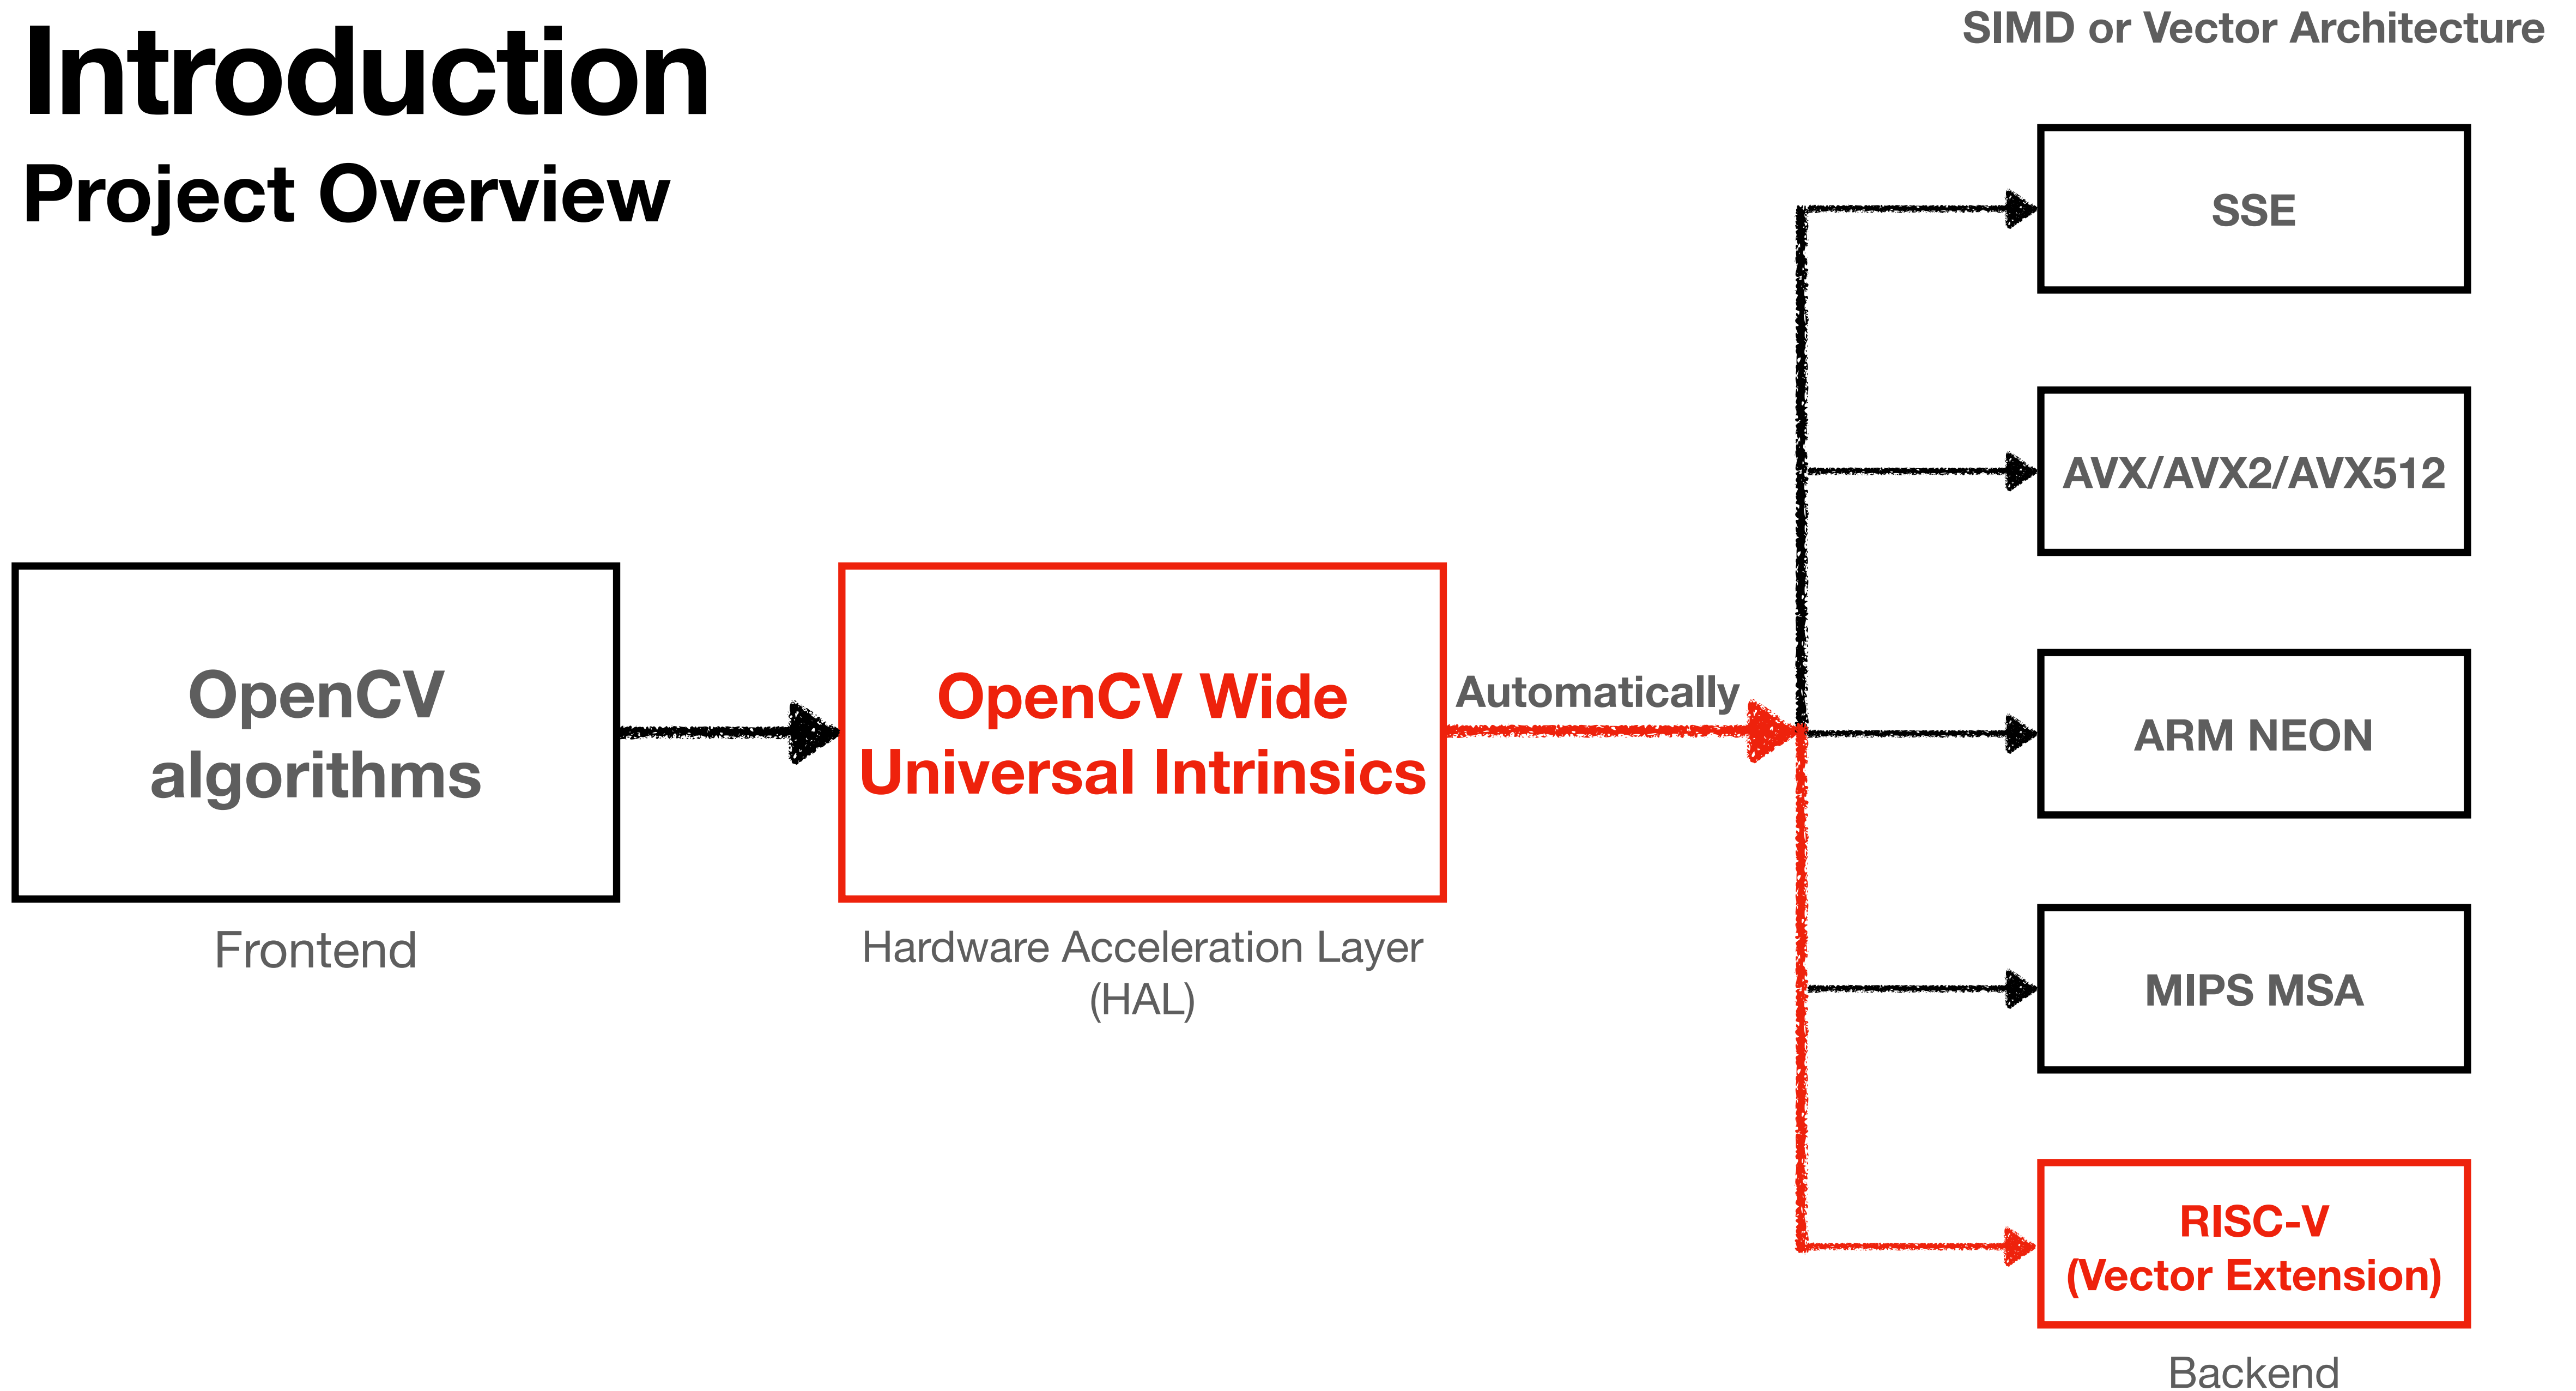 Introduction
Project Overview
SIMD or Vector Architecture
OpenCV
algorithms
Frontend
OpenCV Wide
Universal Intrinsics
Hardware Acceleration Layer
(HAL)
Automatically
SSE
AVX/AVX2/AVX512
ARM NEON
MIPS MSA
RISC-V
(Vector Extension)
Backend